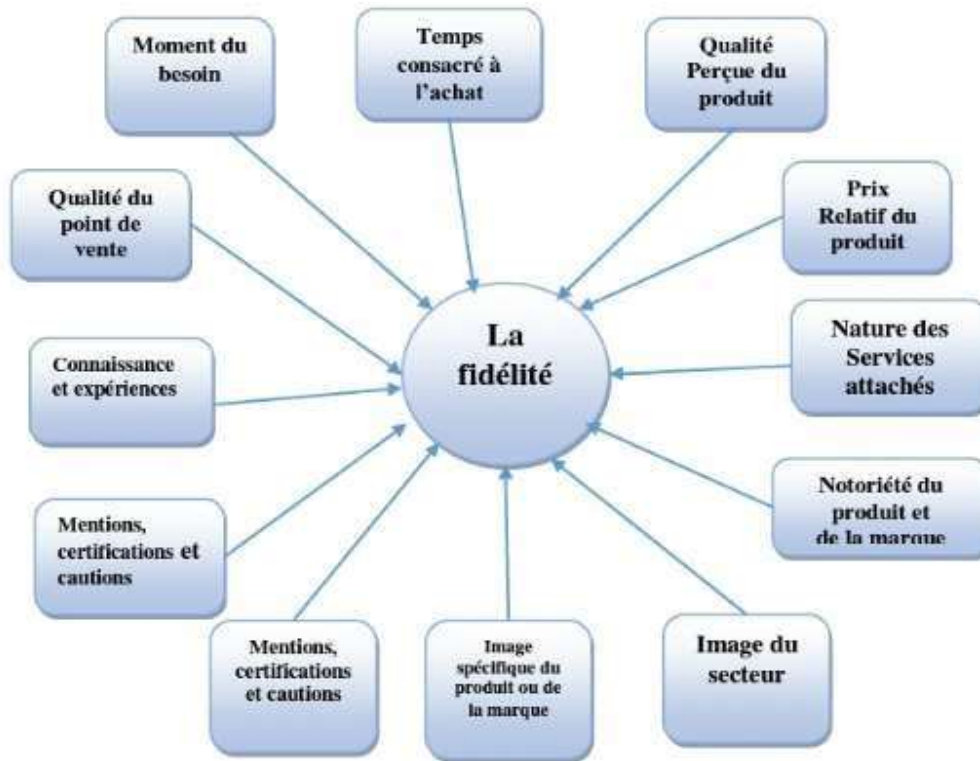 Moment du
besoin
Temps
consacré à
l'achat
Qualité
Perçue du
produit
Qualité du
point de
vente
Prix
Relatif du
produit
La
fidélité
Nature des
Services
attachés
Connaissance
et expériences
Notoriété du
produit et
de la marque
Mentions,
certifications et
cautions
Mentions,
certifications
et cautions
Image
spécifique du
produit ou de
la marque
Image du
secteur